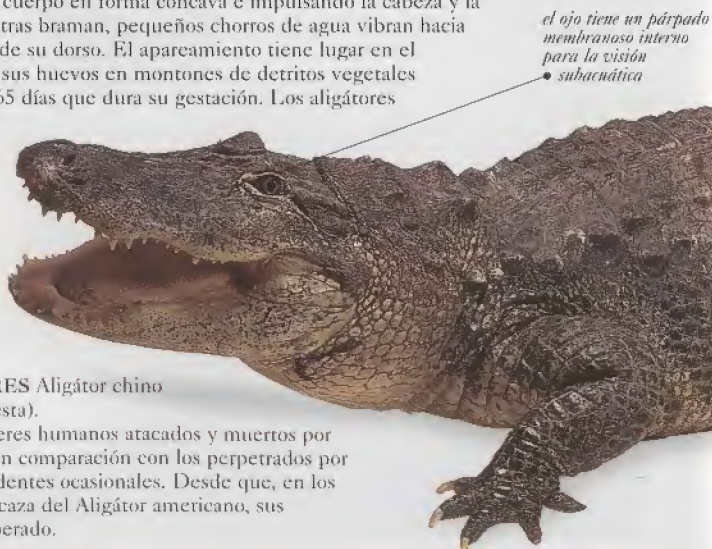 cuerpo en forma cóncava e impulsando la cabeza y la
tras braman, pequeños chorros de agua vibran hacia
de su dorso. El apareamiento tiene lugar en el
sus huevos en montones de detritos vegetales
65 días que dura su gestación. Los aligátores
el ojo tiene un párpado
membranoso interno
para la visión
subacuática
RES Aligátor chino
esta).
eres humanos atacados y muertos por
en comparación con los perpetrados por
dentes ocasionales. Desde que, en los
caza del Aligátor americano, sus
perado.